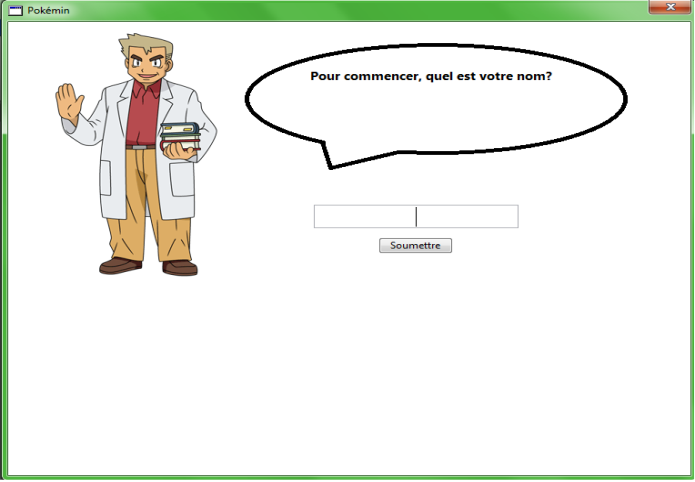 Pokémin
Pour commencer, quel est votre nom?
Soumettre